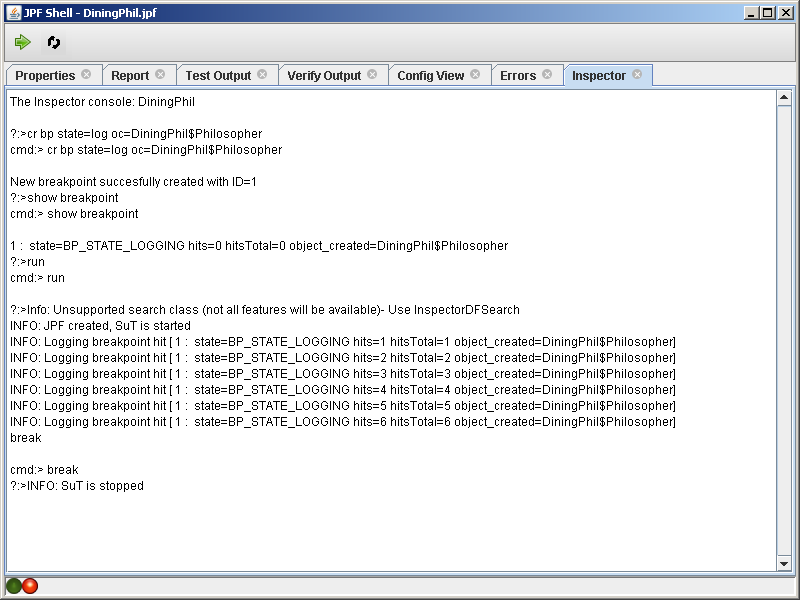 JPF Shell - DiningPhil.jpf
Properties Report Test Output Verify Output Config View Errors Inspector
The Inspector console: DiningPhil
?:>cr bp state=log oc=DiningPhil$Philosopher
cmd:> cr bp state=log oc=DiningPhil$Philosopher
New breakpoint succesfully created with ID=1
?:>show breakpoint
cmd:> show breakpoint
1 :  state=BP_STATE_LOGGING hits=0 hitsTotal=0 object_created=DiningPhil$Philosopher
?:>run
cmd:> run
?:>Info: Unsupported search class (not all features will be available)- Use InspectorDFSearch
INFO: JPF created, SuT is started
INFO: Logging breakpoint hit [ 1 :  state=BP_STATE_LOGGING hits=1 hitsTotal=1 object_created=DiningPhil$Philosopher]
INFO: Logging breakpoint hit [ 1 :  state=BP_STATE_LOGGING hits=2 hitsTotal=2 object_created=DiningPhil$Philosopher]
INFO: Logging breakpoint hit [ 1 :  state=BP_STATE_LOGGING hits=3 hitsTotal=3 object_created=DiningPhil$Philosopher]
INFO: Logging breakpoint hit [ 1 :  state=BP_STATE_LOGGING hits=4 hitsTotal=4 object_created=DiningPhil$Philosopher]
INFO: Logging breakpoint hit [ 1 :  state=BP_STATE_LOGGING hits=5 hitsTotal=5 object_created=DiningPhil$Philosopher]
INFO: Logging breakpoint hit [ 1 :  state=BP_STATE_LOGGING hits=6 hitsTotal=6 object_created=DiningPhil$Philosopher]
break
cmd:> break
?:>INFO: SuT is stopped